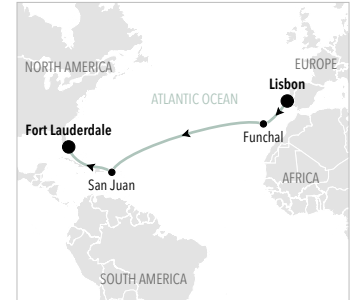 NORTH AMERICA
EUROPE
Lisbon
ATLANTIC OCEAN
Fort Lauderdale
Funchal
San Juan
AFRICA
SOUTH AMERICA